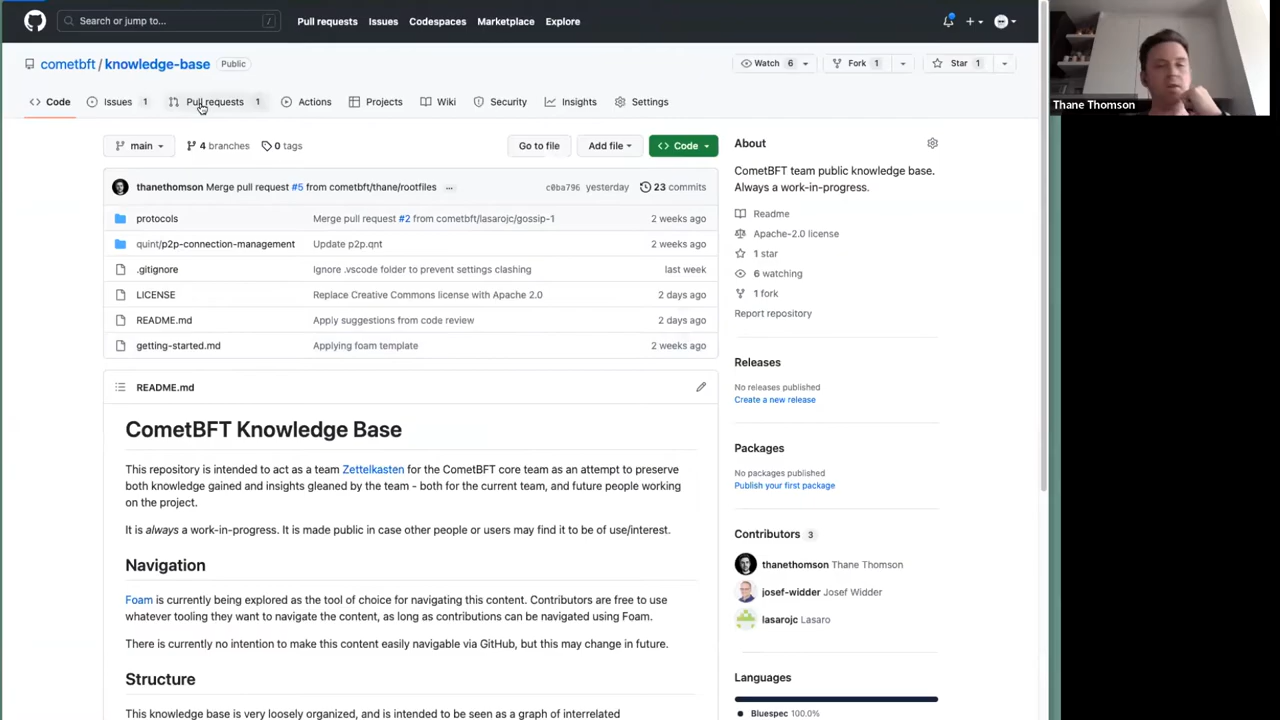 Search or jump to... /
Pull requests Issues Codespaces Marketplace Explore
cometbft / knowledge-base Public
Watch 6 Fork 1 Star 1
Code Issues 1 Pull requests 1 Actions Projects Wiki Security Insights Settings
Thane Thomson
main 4 branches 0 tags Go to file Add file Code
thanethomson Merge pull request #5 from cometbft/thane/rootfiles ... c0ba796 yesterday 23 commits
protocols Merge pull request #2 from cometbft/lasarojc/gossip-1 2 weeks ago
quint/p2p-connection-management Update p2p.qnt 2 weeks ago
.gitignore Ignore .vscode folder to prevent settings clashing last week
LICENSE Replace Creative Commons license with Apache 2.0 2 days ago
README.md Apply suggestions from code review 2 days ago
getting-started.md Applying foam template 2 weeks ago
README.md
CometBFT Knowledge Base
This repository is intended to act as a team Zettelkasten for the CometBFT core team as an attempt to preserve
both knowledge gained and insights gleaned by the team - both for the current team, and future people working
on the project.
It is always a work-in-progress. It is made public in case other people or users may find it to be of use/interest.
Navigation
Foam is currently being explored as the tool of choice for navigating this content. Contributors are free to use
whatever tooling they want to navigate the content, as long as contributions can be navigated using Foam.
There is currently no intention to make this content easily navigable via GitHub, but this may change in future.
Structure
This knowledge base is very loosely organized, and is intended to be seen as a graph of interrelated
About
CometBFT team public knowledge base.
Always a work-in-progress.
Readme
Apache-2.0 license
1 star
6 watching
1 fork
Report repository
Releases
No releases published
Create a new release
Packages
No packages published
Publish your first package
Contributors 3
thanethomson Thane Thomson
josef-widder Josef Widder
lasarojc Lasaro
Languages
Bluespec 100.0%